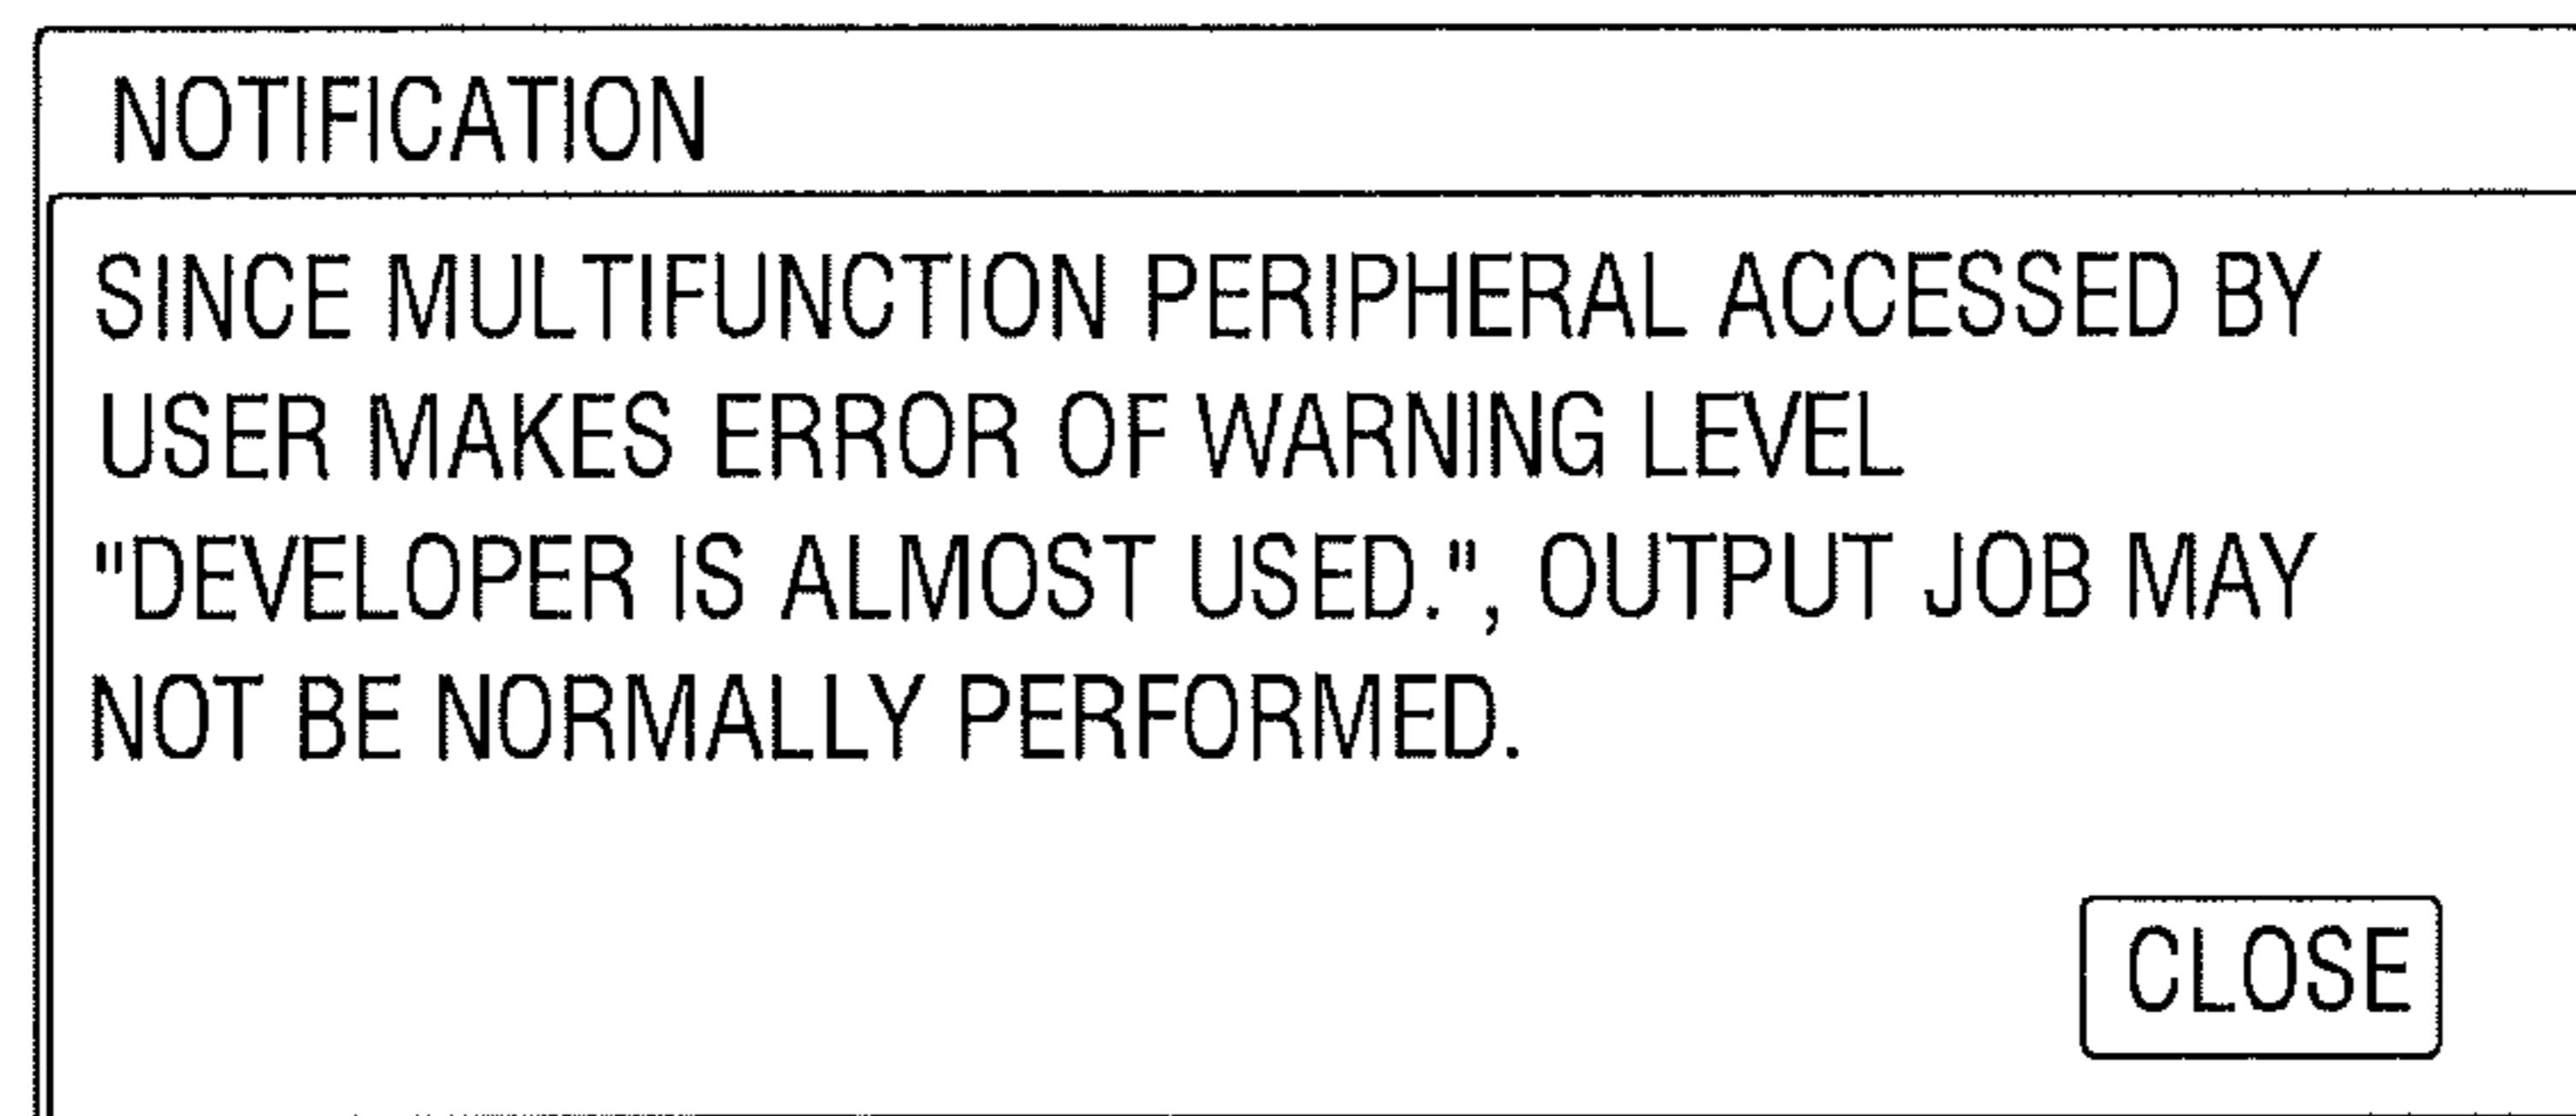 NOTIFICATION
SINCE MULTIFUNCTION PERIPHERAL ACCESSED BY
USER MAKES ERROR OF WARNING LEVEL
"DEVELOPER IS ALMOST USED.", OUTPUT JOB MAY
NOT BE NORMALLY PERFORMED.
CLOSE